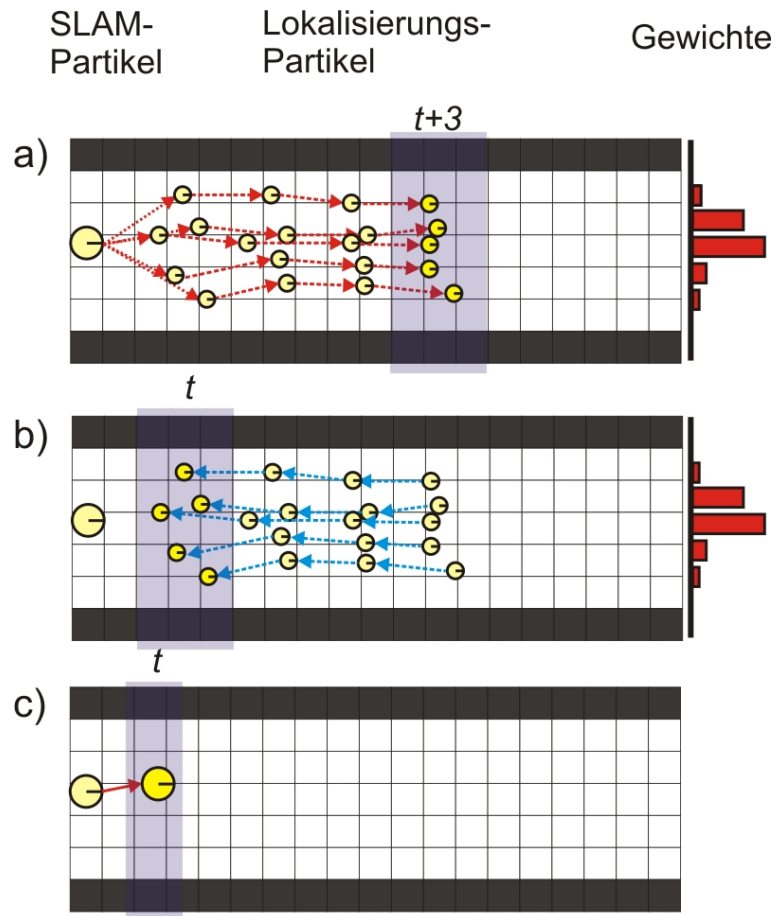 SLAM-
Partikel
Lokalisierungs-
Partikel
Gewichte
t+3
a)
t
b)
t
c)